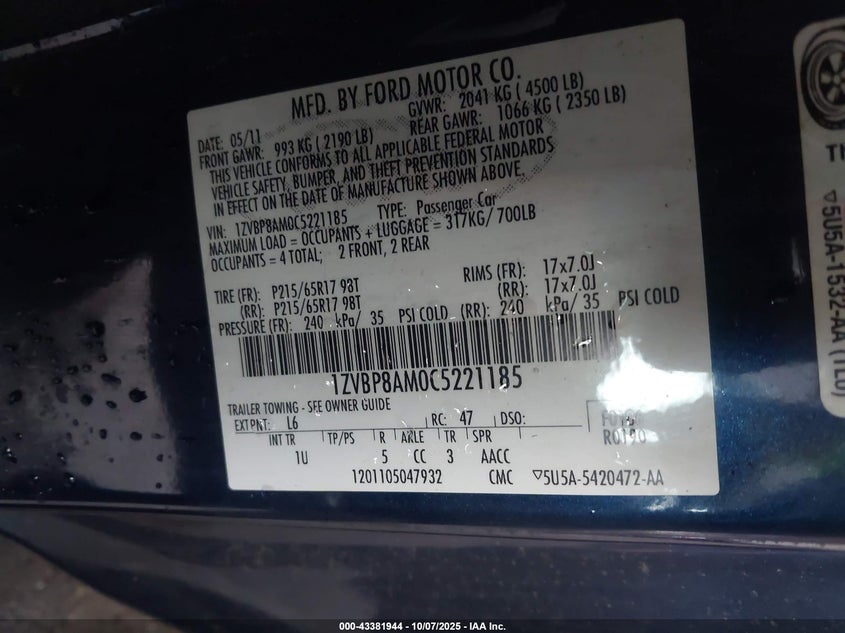 MFD. BY FORD MOTOR CO.
DATE: 05/11 GVWR: 2041 KG ( 4500 LB)
FRONT GAWR: 993 KG ( 2190 LB) REAR GAWR: 1066 KG ( 2350 LB)
THIS VEHICLE CONFORMS TO ALL APPLICABLE FEDERAL MOTOR
VEHICLE SAFETY, BUMPER, AND THEFT PREVENTION STANDARDS
IN EFFECT ON THE DATE OF MANUFACTURE SHOWN ABOVE.
VIN: 1ZVBP8AM0C5221185 TYPE: Passenger Car
MAXIMUM LOAD = OCCUPANTS + LUGGAGE = 317KG/ 700LB
OCCUPANTS = 4 TOTAL; 2 FRONT, 2 REAR
TIRE (FR): P215/65R17 98T RIMS (FR): 17x7.0J
(RR): P215/65R17 98T (RR): 17x7.0J
PRESSURE (FR): 240 kPa/ 35 PSI COLD (RR): 240 kPa/ 35 PSI COLD
1ZVBP8AM0C5221185
TRAILER TOWING - SEE OWNER GUIDE
EXT PNT: L6 RC: 47 DSO:
INT TR TP/PS R AXLE TR SPR
1U 5 CC 3 AACC
1201105047932 CMC ▽5U5A-5420472-AA
▽5U5A-1532-AA (TL6)
000-43381944 - 10/07/2025 - IAA Inc.